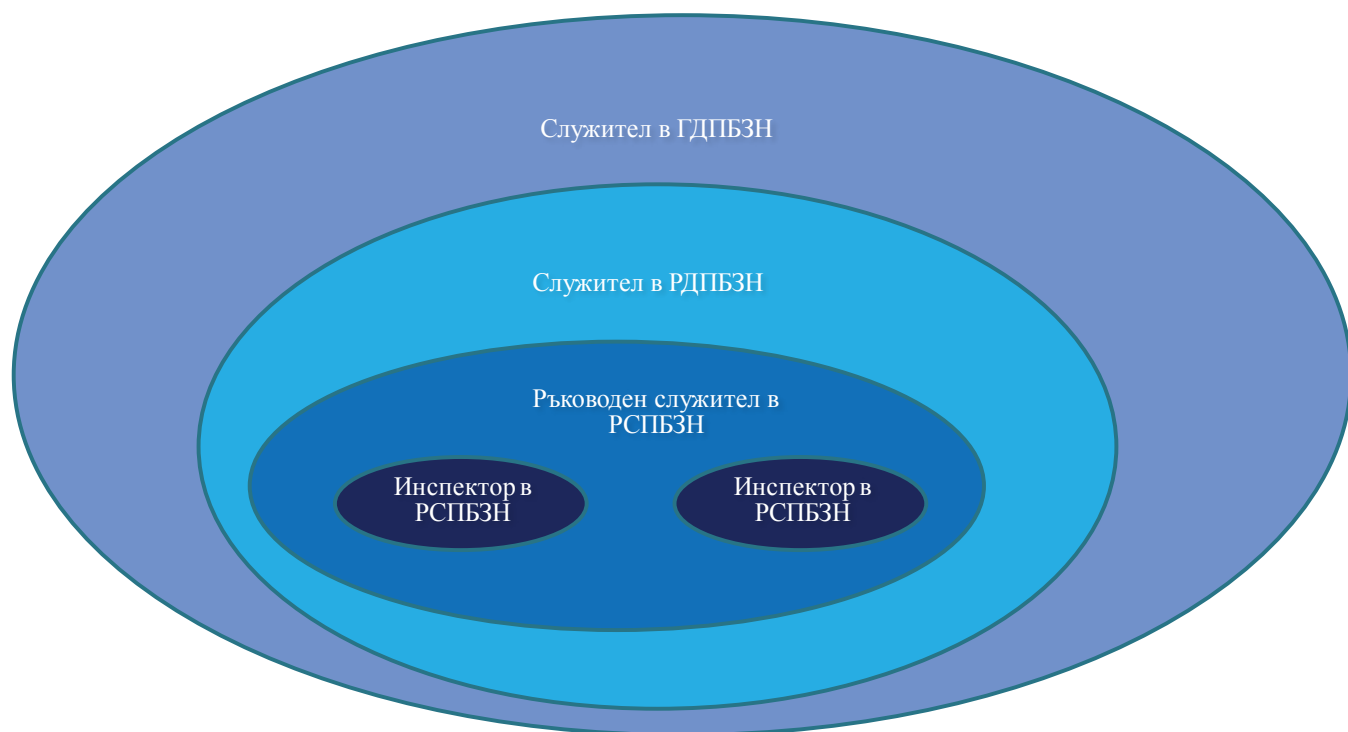 Служител в ГДПБЗН
Служител в РДПБЗН
Ръководен служител в
РСПБЗН
Инспектор в
РСПБЗН
Инспектор в
РСПБЗН